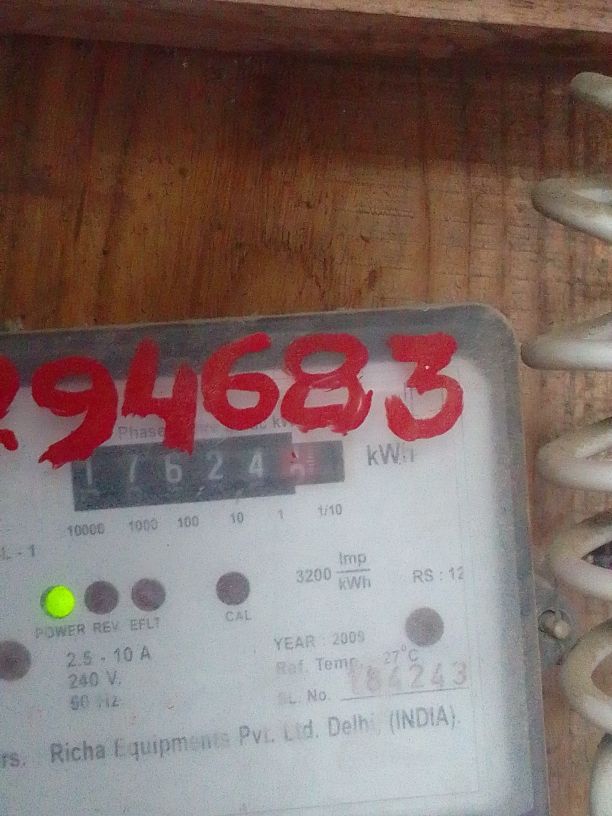 94683
Phase
17624
kWh
10000 1000 100 10 1 1/10
L - 1
3200 Imp/kWh RS : 12
POWER REV EFLT CAL
2.5 - 10 A
240 V.
50 Hz
YEAR : 2009
Ref. Temp. 27°C
SL. No. 184243
rs. Richa Equipments Pvt. Ltd. Delhi, (INDIA).